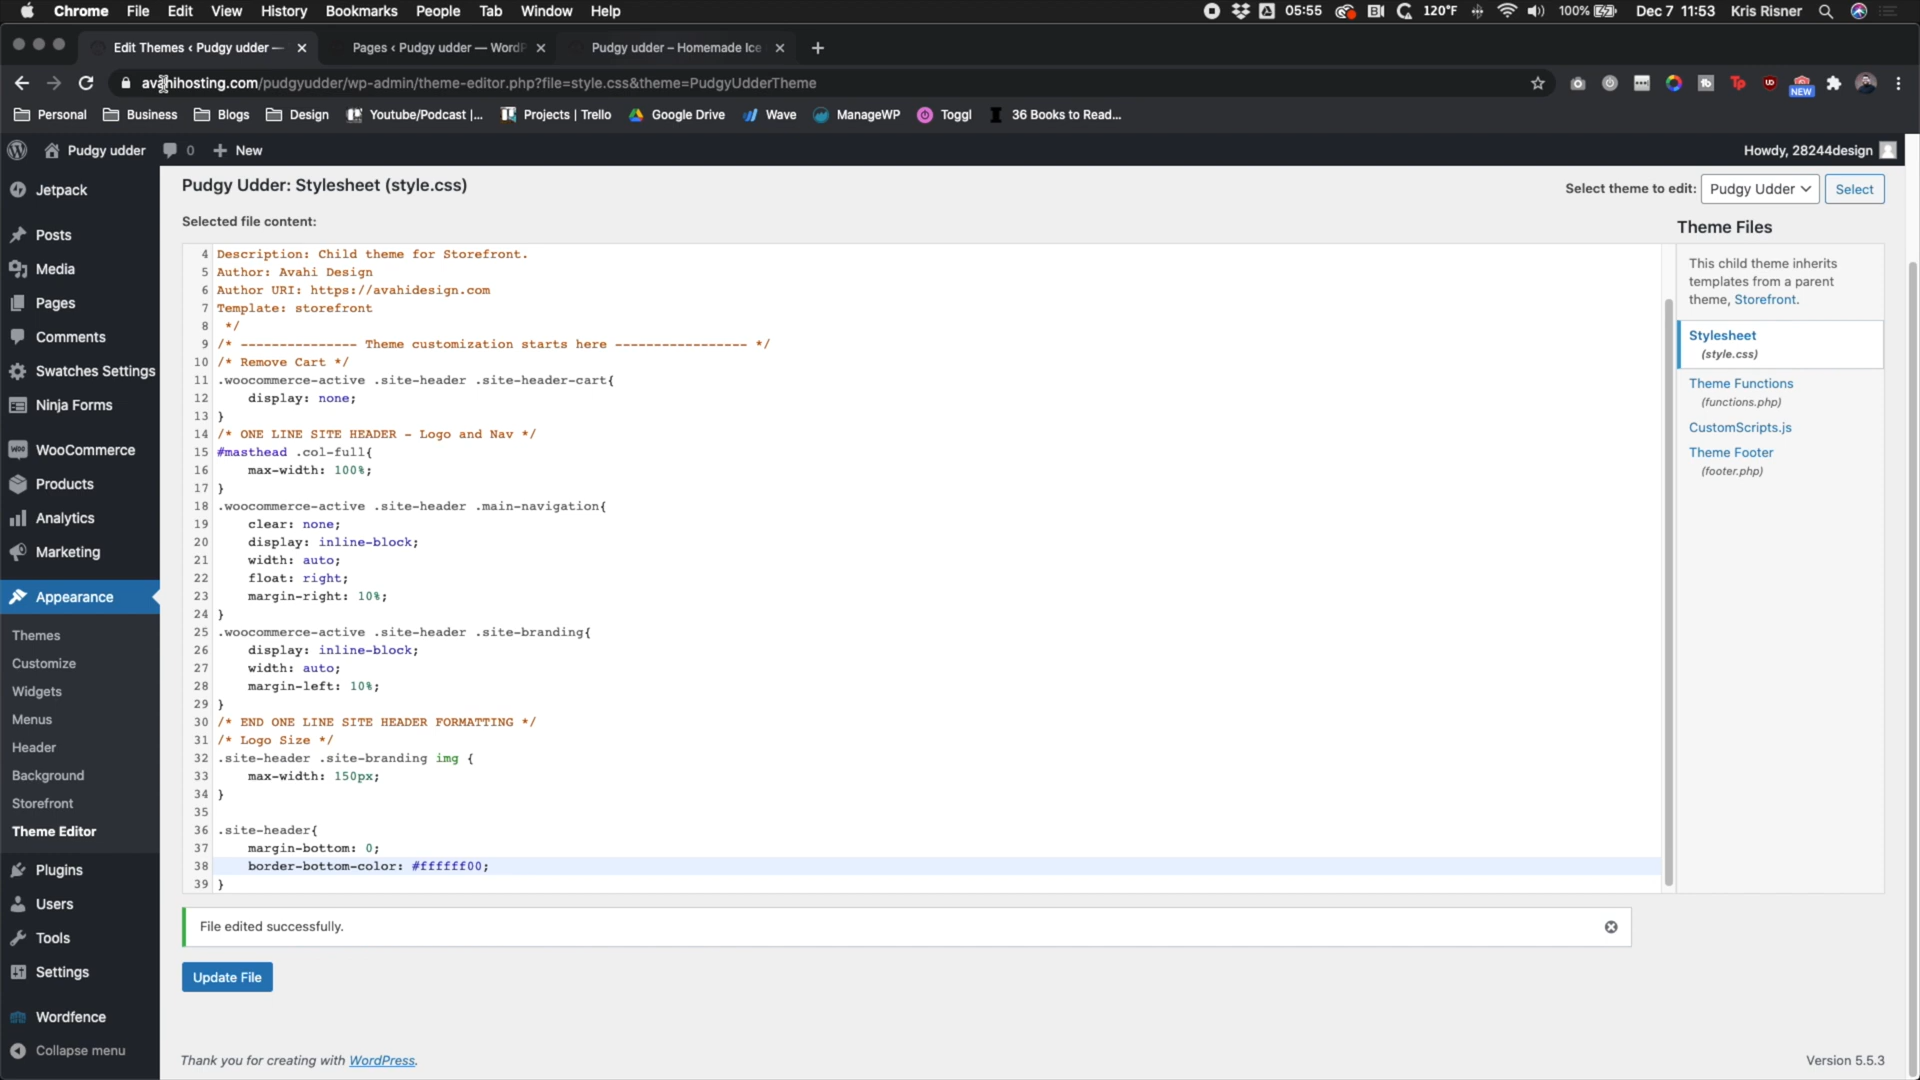 Chrome File Edit View History Bookmarks People Tab Window Help 05:55 120°F 100% Dec 7 11:53 Kris Risner
Edit Themes ‹ Pudgy udder — Pages ‹ Pudgy udder — WordP Pudgy udder – Homemade Ice
avahihosting.com/pudgyudder/wp-admin/theme-editor.php?file=style.css&theme=PudgyUdderTheme NEW
Personal Business Blogs Design Youtube/Podcast |... Projects | Trello Google Drive Wave ManageWP Toggl 36 Books to Read...
Pudgy udder 0 + New Howdy, 28244design
Jetpack
Posts
Media
Pages
Comments
Swatches Settings
Ninja Forms
WooCommerce
Products
Analytics
Marketing
Appearance
Themes
Customize
Widgets
Menus
Header
Background
Storefront
Theme Editor
Plugins
Users
Tools
Settings
Wordfence
Collapse menu
Pudgy Udder: Stylesheet (style.css)
Select theme to edit: Pudgy Udder Select
Selected file content:
4 Description: Child theme for Storefront.
5 Author: Avahi Design
6 Author URI: https://avahidesign.com
7 Template: storefront
8 */
9 /* --------------- Theme customization starts here ----------------- */
10 /* Remove Cart */
11 .woocommerce-active .site-header .site-header-cart{
12 display: none;
13 }
14 /* ONE LINE SITE HEADER - Logo and Nav */
15 #masthead .col-full{
16 max-width: 100%;
17 }
18 .woocommerce-active .site-header .main-navigation{
19 clear: none;
20 display: inline-block;
21 width: auto;
22 float: right;
23 margin-right: 10%;
24 }
25 .woocommerce-active .site-header .site-branding{
26 display: inline-block;
27 width: auto;
28 margin-left: 10%;
29 }
30 /* END ONE LINE SITE HEADER FORMATTING */
31 /* Logo Size */
32 .site-header .site-branding img {
33 max-width: 150px;
34 }
35
36 .site-header{
37 margin-bottom: 0;
38 border-bottom-color: #ffffff00;
39 }
Theme Files
This child theme inherits
templates from a parent
theme, Storefront.
Stylesheet
(style.css)
Theme Functions
(functions.php)
CustomScripts.js
Theme Footer
(footer.php)
File edited successfully.
Update File
Thank you for creating with WordPress.
Version 5.5.3